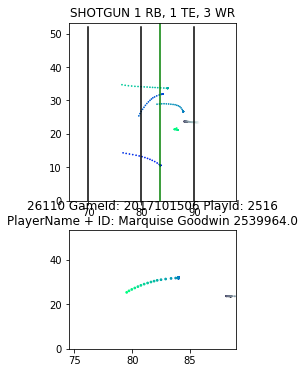 SHOTGUN 1 RB, 1 TE, 3 WR
50
40
30
20
10
0
70 80 90
26110 GameId: 2017101506 PlayId: 2516
PlayerName + ID: Marquise Goodwin 2539964.0
40
20
0
75 80 85